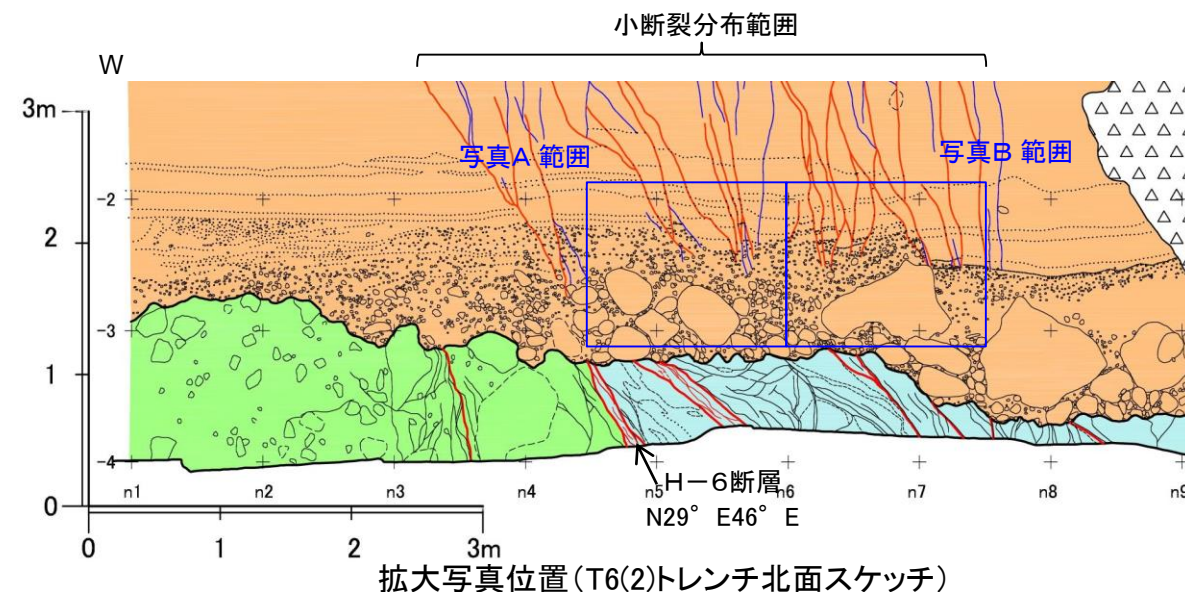 小断裂分布範囲
W
3m
写真A 範囲
写真B 範囲
-2
2
-3
1
-4
n1 n2 n3 n4 n5 n6 n7 n8 n9
H-6断層
N29° E46° E
0
0 1 2 3m
拡大写真位置(T6(2)トレンチ北面スケッチ)